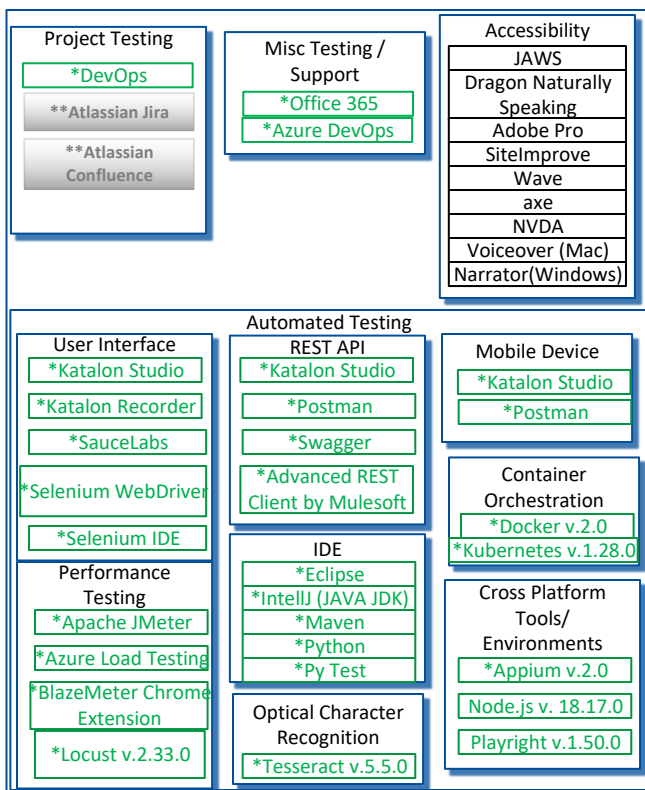 Project Testing
*DevOps
**Atlassian Jira
**Atlassian
Confluence
Misc Testing /
Support
*Office 365
*Azure DevOps
Accessibility
JAWS
Dragon Naturally
Speaking
Adobe Pro
SiteImprove
Wave
axe
NVDA
Voiceover (Mac)
Narrator(Windows)
Automated Testing
User Interface
*Katalon Studio
*Katalon Recorder
*SauceLabs
*Selenium WebDriver
*Selenium IDE
Performance
Testing
*Apache JMeter
*Azure Load Testing
*BlazeMeter Chrome
Extension
*Locust v.2.33.0
REST API
*Katalon Studio
*Postman
*Swagger
*Advanced REST
Client by Mulesoft
IDE
*Eclipse
*IntellJ (JAVA JDK)
*Maven
*Python
*Py Test
Optical Character
Recognition
*Tesseract v.5.5.0
Mobile Device
*Katalon Studio
*Postman
Container
Orchestration
*Docker v.2.0
*Kubernetes v.1.28.0
Cross Platform
Tools/
Environments
*Appium v.2.0
Node.js v. 18.17.0
Playright v.1.50.0